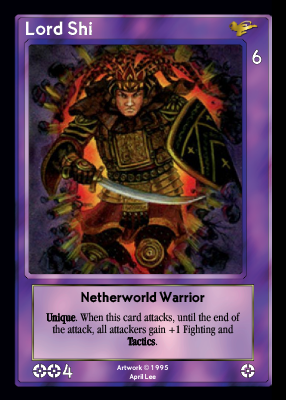 Lord Shi
6
Netherworld Warrior
Unique. When this card attacks, until the end of
the attack, all attackers gain +1 Fighting and
Tactics.
4
Artwork © 1995
April Lee